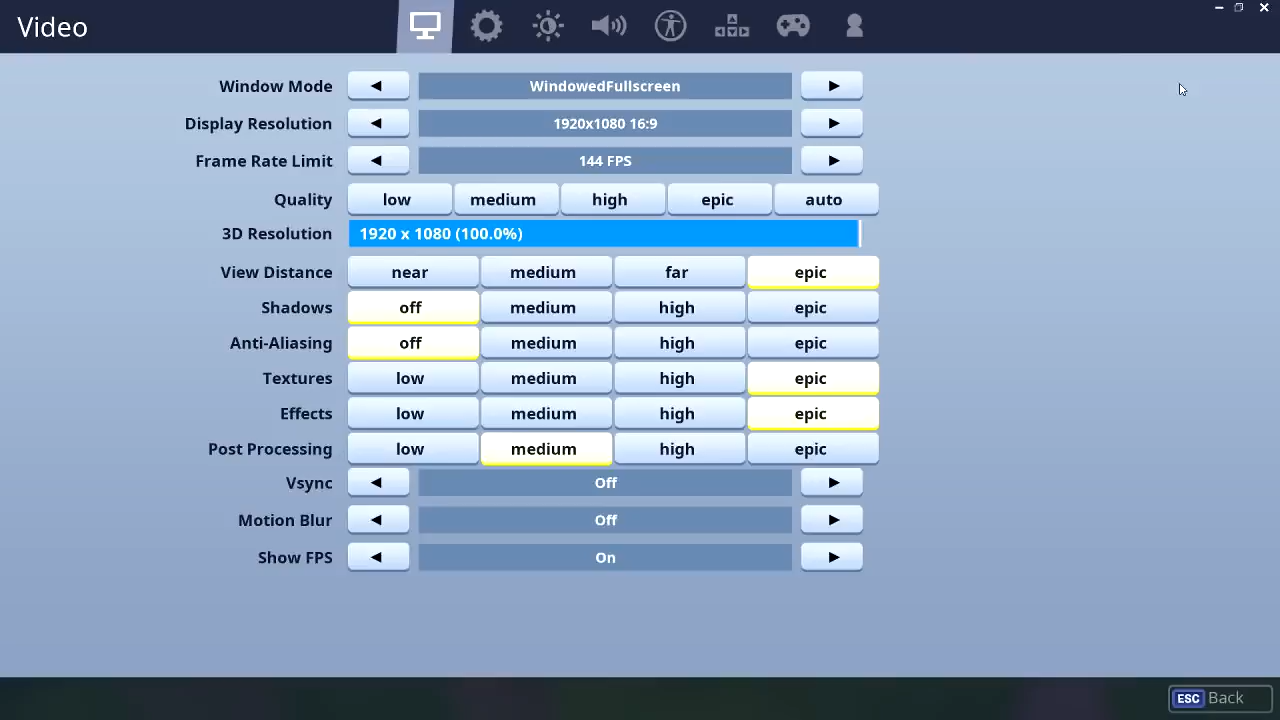 Video
Window Mode ◄ WindowedFullscreen ►
Display Resolution ◄ 1920x1080 16:9 ►
Frame Rate Limit ◄ 144 FPS ►
Quality low medium high epic auto
3D Resolution 1920 x 1080 (100.0%)
View Distance near medium far epic
Shadows off medium high epic
Anti-Aliasing off medium high epic
Textures low medium high epic
Effects low medium high epic
Post Processing low medium high epic
Vsync ◄ Off ►
Motion Blur ◄ Off ►
Show FPS ◄ On ►
ESC Back